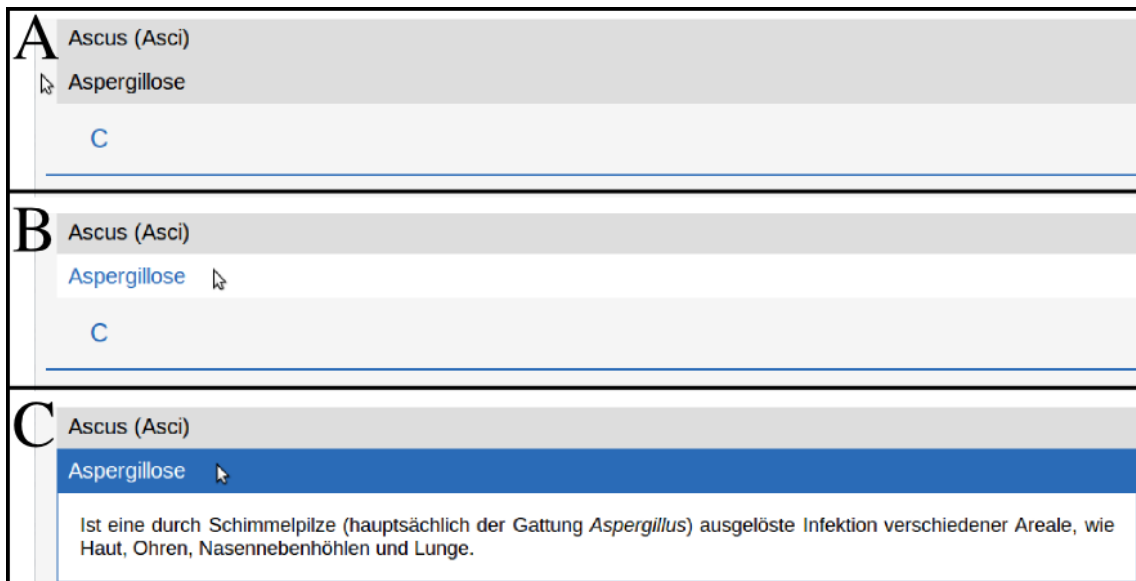 A
Ascus (Asci)
Aspergillose
C
B
Ascus (Asci)
Aspergillose
C
C
Ascus (Asci)
Aspergillose
Ist eine durch Schimmelpilze (hauptsächlich der Gattung Aspergillus) ausgelöste Infektion verschiedener Areale, wie
Haut, Ohren, Nasennebenhöhlen und Lunge.